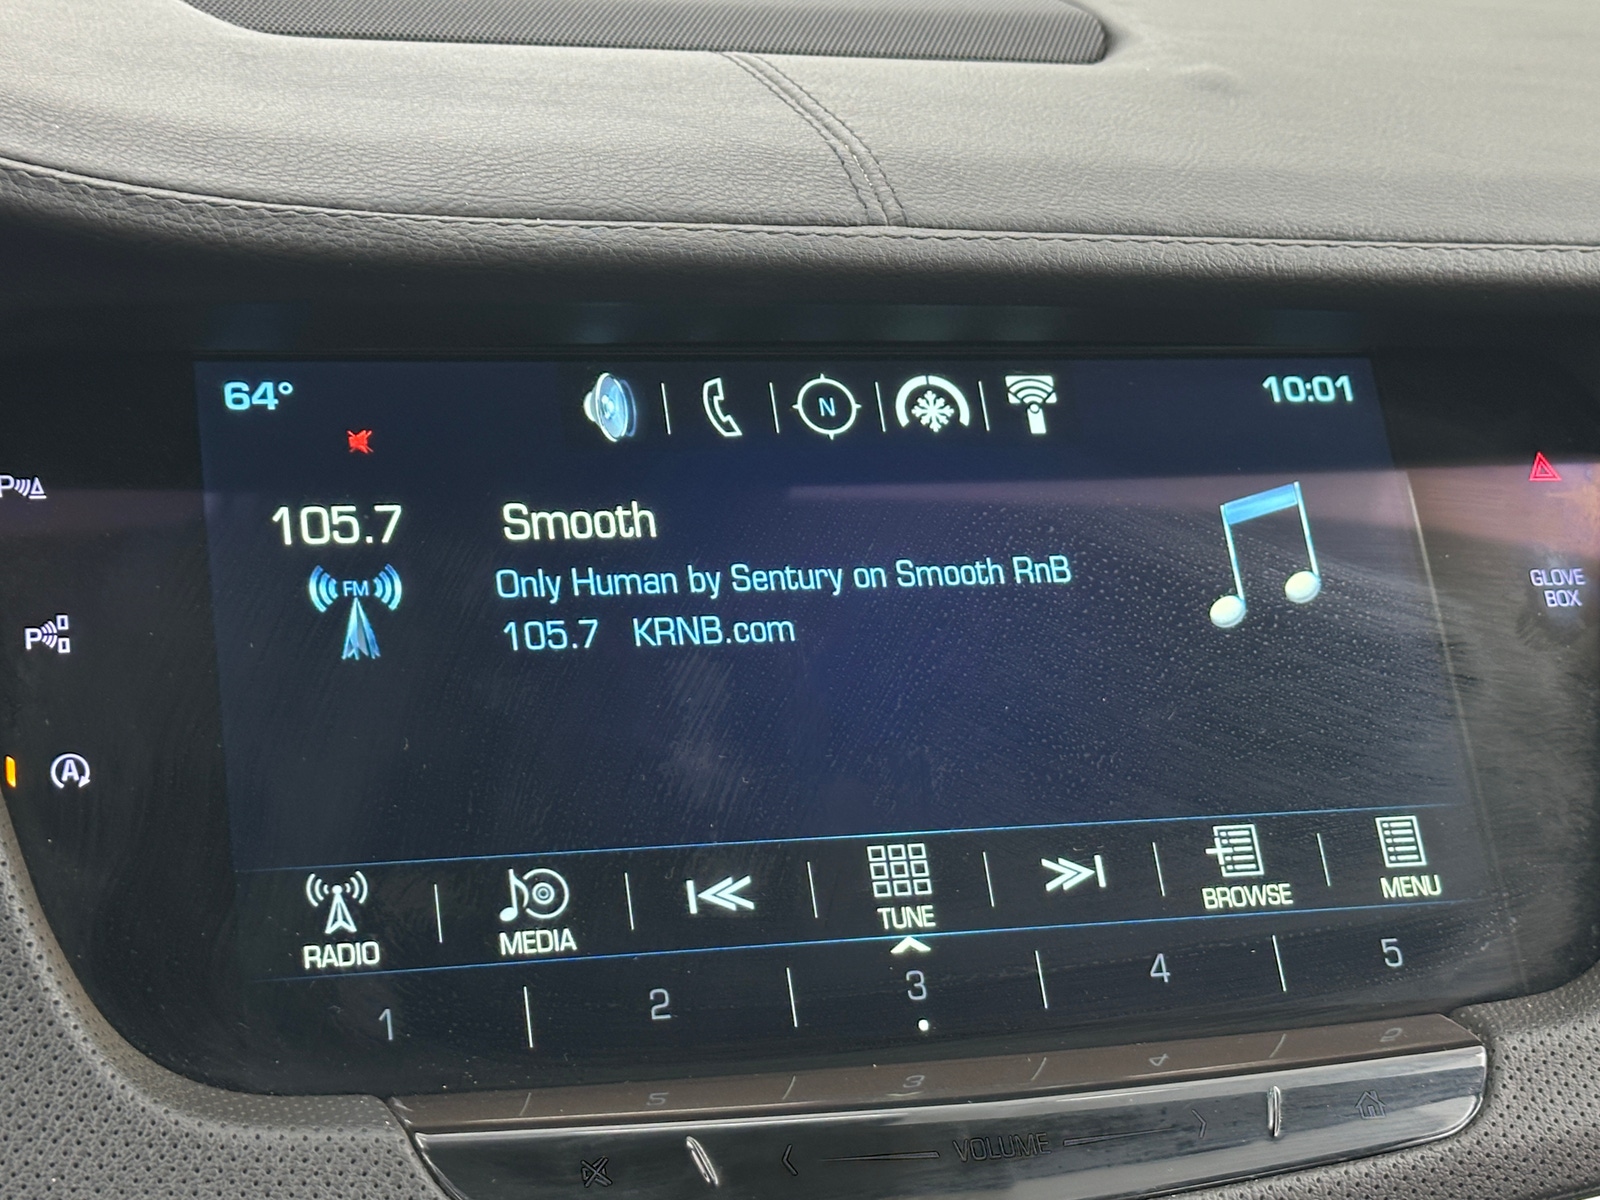 64°
N
10:01
105.7
Smooth
FM
Only Human by Sentury on Smooth RnB
105.7 KRNB.com
P
P
A
GLOVE
BOX
RADIO
MEDIA
TUNE
BROWSE
MENU
1
2
3
4
5
VOLUME